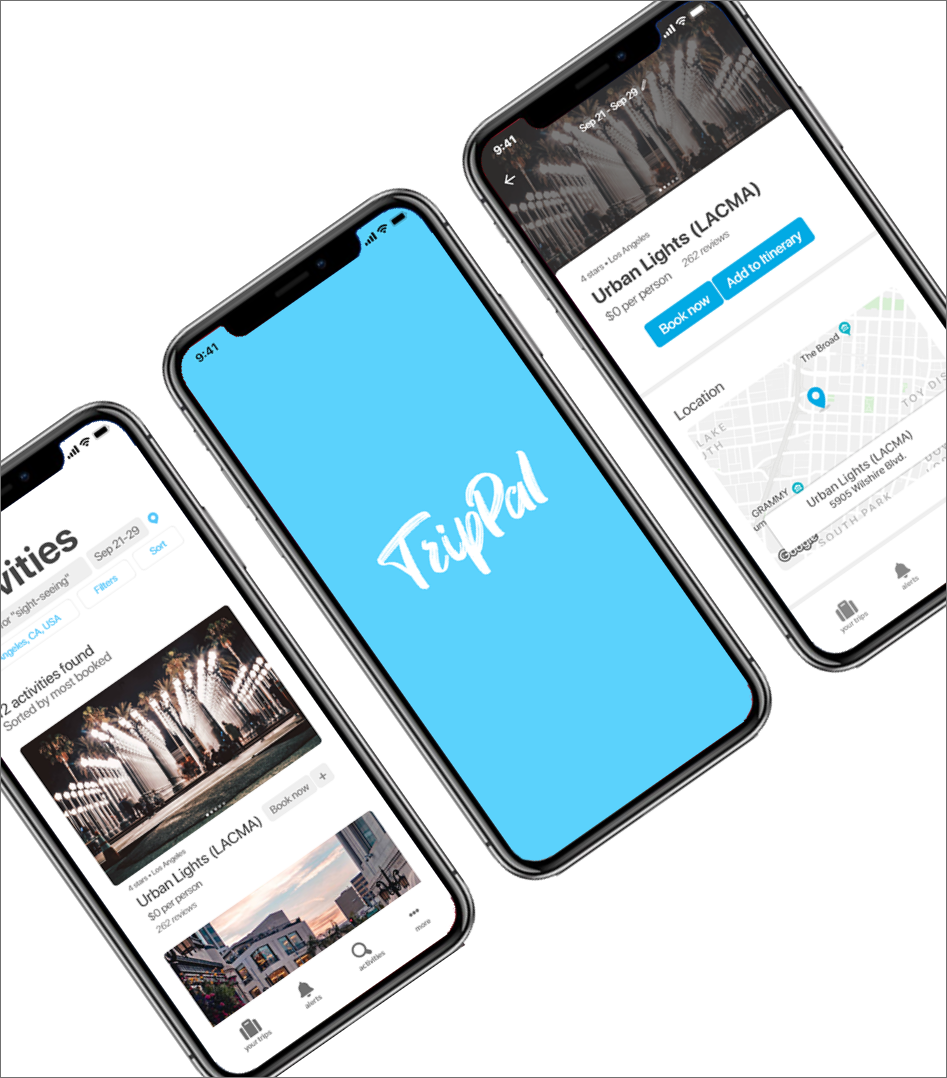 9:41
Sep 21 - Sep 29
4 stars • Los Angeles
Urban Lights (LACMA)
$0 per person
262 reviews
Book now
Add to Itinerary
Location
The Broad
LAKE
TOY DIS
GRAMMY
um
Urban Lights (LACMA)
5905 Wilshire Blvd.
SOUTH PARK
Google
your trips
alerts
9:41
TripPal
vities
or "sight-seeing"
Sep 21-29
ngeles, CA, USA
Filters
Sort
2 activities found
Sorted by most booked
4 stars • Los Angeles
Urban Lights (LACMA)
Book now
+
$0 per person
262 reviews
your trips
alerts
activities
more